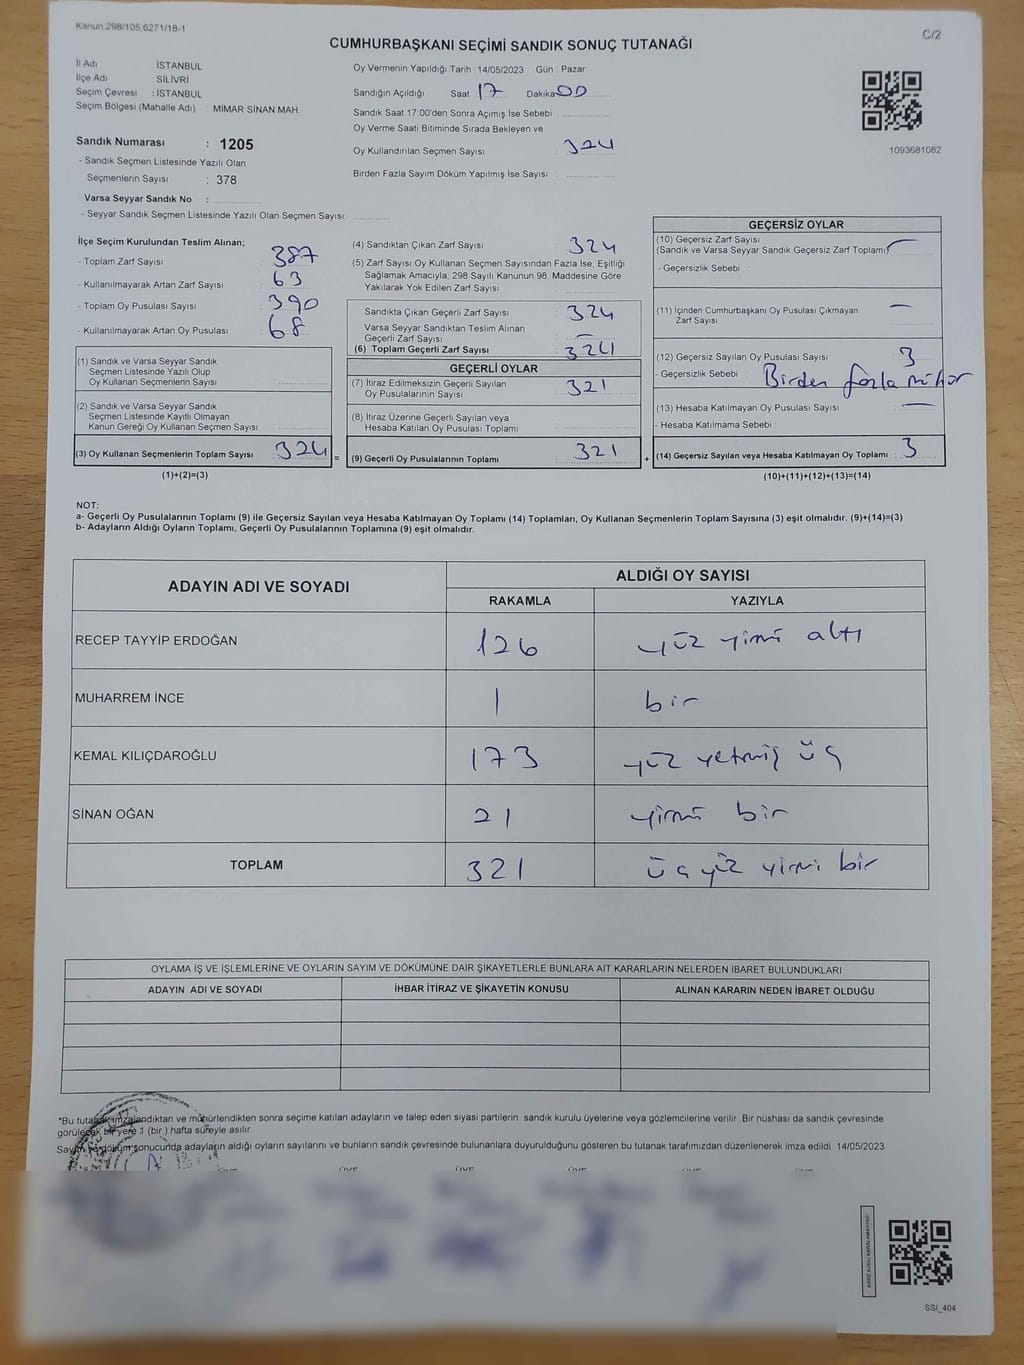 Kanun:298/105,6271/18-1
C/2
CUMHURBAŞKANI SEÇİMİ SANDIK SONUÇ TUTANAĞI
İl Adı : İSTANBUL
İlçe Adı : SİLİVRİ
Seçim Çevresi : İSTANBUL
Seçim Bölgesi (Mahalle Adı) : MİMAR SİNAN MAH.
Sandık Numarası : 1205
- Sandık Seçmen Listesinde Yazılı Olan
Seçmenlerin Sayısı : 378
Varsa Seyyar Sandık No :
- Seyyar Sandık Seçmen Listesinde Yazılı Olan Seçmen Sayısı:
Oy Vermenin Yapıldığı Tarih : 14/05/2023 Gün : Pazar
Sandığın Açıldığı Saat 17 Dakika 00
Sandık Saat 17:00'den Sonra Açımış İse Sebebi :
Oy Verme Saati Bitiminde Sırada Bekleyen ve
Oy Kullandırılan Seçmen Sayısı : 324
Birden Fazla Sayım Döküm Yapılmış İse Sayısı :
1093681082
İlçe Seçim Kurulundan Teslim Alınan;
- Toplam Zarf Sayısı : 387
- Kullanılmayarak Artan Zarf Sayısı : 63
- Toplam Oy Pusulası Sayısı : 390
- Kullanılmayarak Artan Oy Pusulası : 68
(1) Sandık ve Varsa Seyyar Sandık
Seçmen Listesinde Yazılı Olup
Oy Kullanan Seçmenlerin Sayısı :
(2) Sandık ve Varsa Seyyar Sandık
Seçmen Listesinde Kayıtlı Olmayan
Kanun Gereği Oy Kullanan Seçmen Sayısı :
(3) Oy Kullanan Seçmenlerin Toplam Sayısı : 324 =
(1)+(2)=(3)
(4) Sandıktan Çıkan Zarf Sayısı : 324
(5) Zarf Sayısı Oy Kullanan Seçmen Sayısından Fazla İse, Eşitliği
Sağlamak Amacıyla, 298 Sayılı Kanunun 98. Maddesine Göre
Yakılarak Yok Edilen Zarf Sayısı :
Sandıkta Çıkan Geçerli Zarf Sayısı : 324
Varsa Seyyar Sandıktan Teslim Alınan
Geçerli Zarf Sayısı : —
(6) Toplam Geçerli Zarf Sayısı : 324
GEÇERLİ OYLAR
(7) İtiraz Edilmeksizin Geçerli Sayılan
Oy Pusulalarının Sayısı : 321
(8) İtiraz Üzerine Geçerli Sayılan veya
Hesaba Katılan Oy Pusulası Toplamı :
(9) Geçerli Oy Pusulalarının Toplamı : 321 +
GEÇERSİZ OYLAR
(10) Geçersiz Zarf Sayısı
(Sandık ve Varsa Seyyar Sandık Geçersiz Zarf Toplamı) —
- Geçersizlik Sebebi :
(11) İçinden Cumhurbaşkanı Oy Pusulası Çıkmayan
Zarf Sayısı : —
(12) Geçersiz Sayılan Oy Pusulası Sayısı : 3
- Geçersizlik Sebebi : Birden fazla mühür
(13) Hesaba Katılmayan Oy Pusulası Sayısı : —
- Hesaba Katılmama Sebebi :
(14) Geçersiz Sayılan veya Hesaba Katılmayan Oy Toplamı : 3
(10)+(11)+(12)+(13)=(14)
NOT:
a- Geçerli Oy Pusulalarının Toplamı (9) ile Geçersiz Sayılan veya Hesaba Katılmayan Oy Toplamı (14) Toplamları, Oy Kullanan Seçmenlerin Toplam Sayısına (3) eşit olmalıdır. (9)+(14)=(3)
b- Adayların Aldığı Oyların Toplamı, Geçerli Oy Pusulalarının Toplamına (9) eşit olmalıdır.
ADAYIN ADI VE SOYADI ALDIĞI OY SAYISI
RAKAMLA YAZIYLA
RECEP TAYYİP ERDOĞAN 126 yüz yirmi altı
MUHARREM İNCE 1 bir
KEMAL KILIÇDAROĞLU 173 yüz yetmiş üç
SİNAN OĞAN 21 yirmi bir
TOPLAM 321 üç yüz yirmi bir
OYLAMA İŞ VE İŞLEMLERİNE VE OYLARIN SAYIM VE DÖKÜMÜNE DAİR ŞİKAYETLERLE BUNLARA AİT KARARLARIN NELERDEN İBARET BULUNDUKLARI
ADAYIN ADI VE SOYADI İHBAR İTİRAZ VE ŞİKAYETİN KONUSU ALINAN KARARIN NEDEN İBARET OLDUĞU
*Bu tutanak imzalandıktan ve mühürlendikten sonra seçime katılan adayların ve talep eden siyasi partilerin sandık kurulu üyelerine veya gözlemcilerine verilir .Bir nüshası da sandık çevresinde
görülecek bir yere 1 (bir ) hafta süreyle asılır.
Sayım ve döküm sonucunda adayların aldığı oyların sayılarını ve bunların sandık çevresinde bulunanlara duyurulduğunu gösteren bu tutanak tarafımızdan düzenlenerek imza edildi. 14/05/2023
SSİ_404